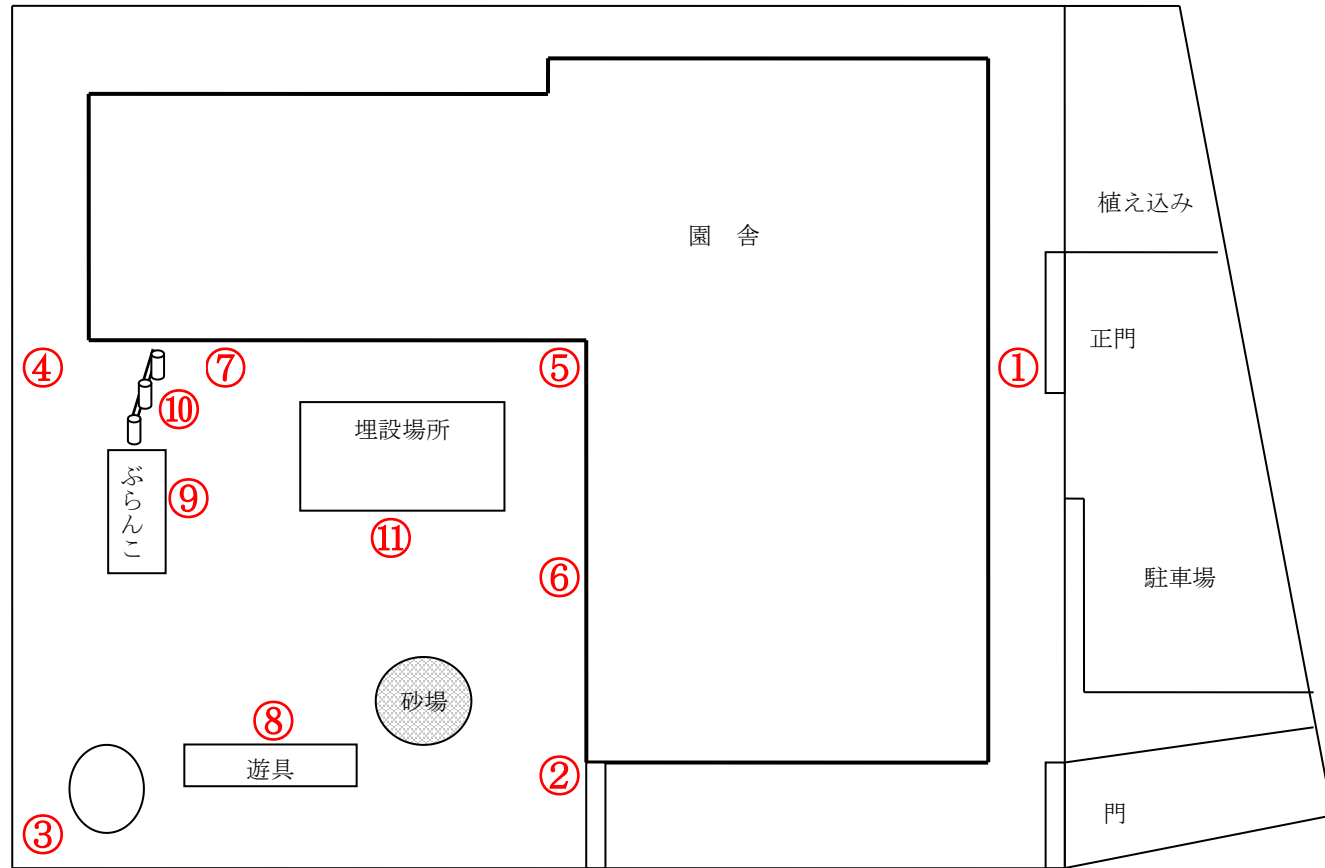 植え込み
園　舎
正門
①
④
⑦
⑤
⑩
埋設場所
ぶらんこ
⑨
⑪
⑥
駐車場
砂場
⑧
遊具
②
③
門